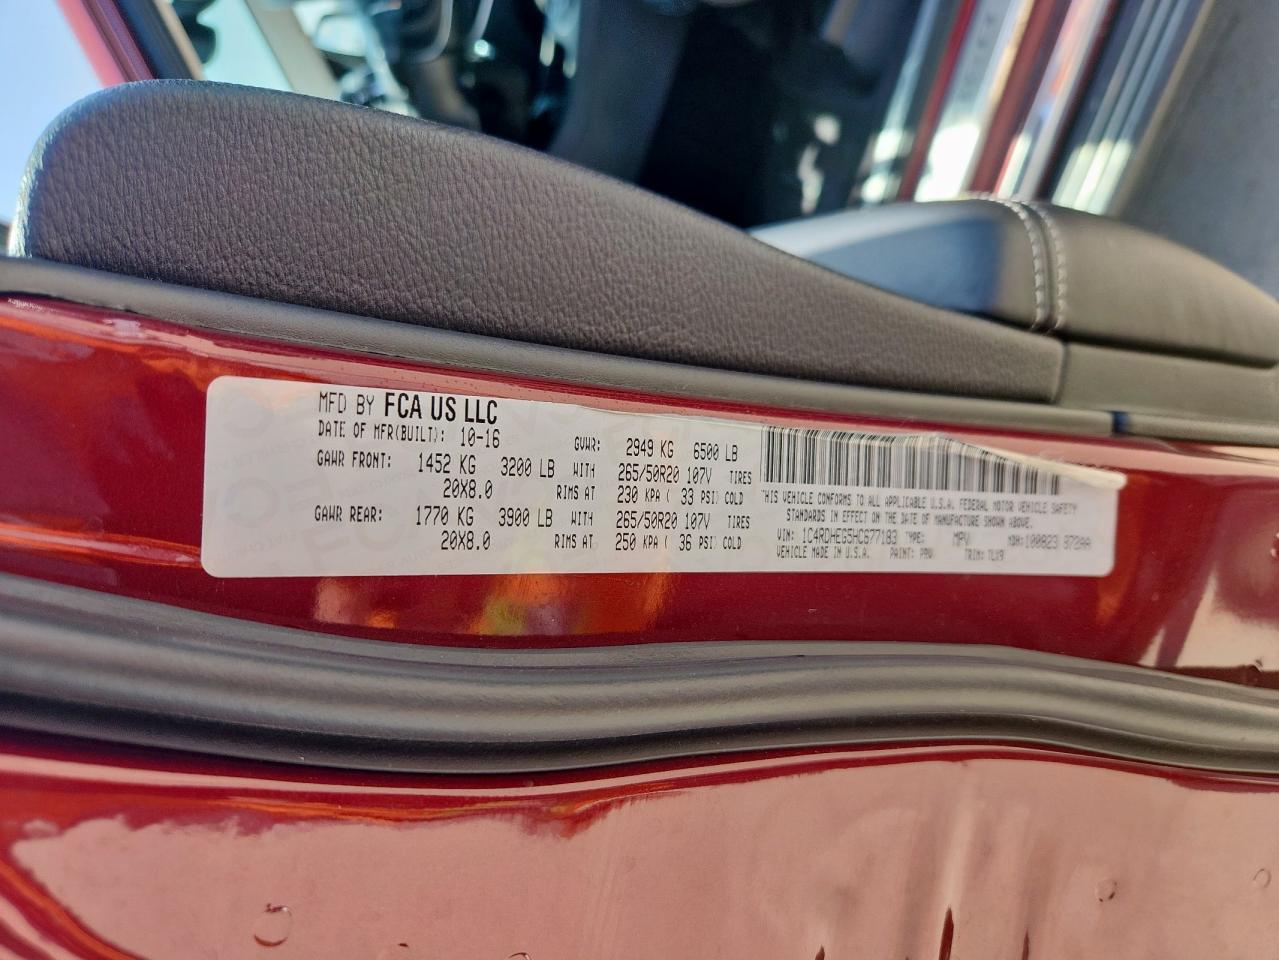 MFD BY FCA US LLC
DATE OF MFR(BUILT): 10-16 GVWR: 2949 KG 6500 LB
GAWR FRONT: 1452 KG 3200 LB WITH 265/50R20 107V TIRES
20X8.0 RIMS AT 230 KPA ( 33 PSI) COLD
GAWR REAR: 1770 KG 3900 LB WITH 265/50R20 107V TIRES
20X8.0 RIMS AT 250 KPA ( 36 PSI) COLD
THIS VEHICLE CONFORMS TO ALL APPLICABLE U.S.A. FEDERAL MOTOR VEHICLE SAFETY
STANDARDS IN EFFECT ON THE DATE OF MANUFACTURE SHOWN ABOVE.
VIN: 1C4RDHEG5HC677183 TYPE: MPV MDH: 100823
VEHICLE MADE IN U.S.A. PAINT: PRV TRIM: TLX9